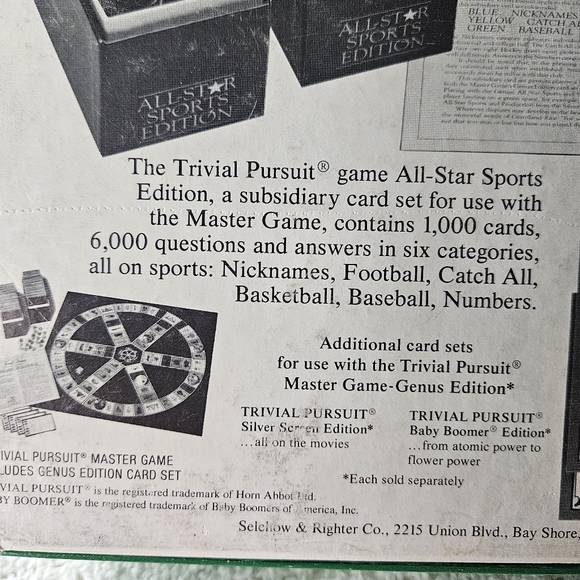 ALL-STAR
SPORTS
EDITION
ALL-STAR
SPORTS
EDITION
BLUE NICKNAMES
YELLOW CATCH A
GREEN BASEBALL
The Trivial Pursuit® game All-Star Sports
Edition, a subsidiary card set for use with
the Master Game, contains 1,000 cards,
6,000 questions and answers in six categories,
all on sports: Nicknames, Football, Catch All,
Basketball, Baseball, Numbers.
Additional card sets
for use with the Trivial Pursuit®
Master Game-Genus Edition*
TRIVIAL PURSUIT®
Silver Screen Edition*
...all on the movies
TRIVIAL PURSUIT®
Baby Boomer® Edition*
...from atomic power to
flower power
*Each sold separately
IVIAL PURSUIT® MASTER GAME
LUDES GENUS EDITION CARD SET
VIAL PURSUIT® is the registered trademark of Horn Abbot Ltd.
BY BOOMER® is the registered trademark of Baby Boomers of America, Inc.
Selchow & Righter Co., 2215 Union Blvd., Bay Shore,